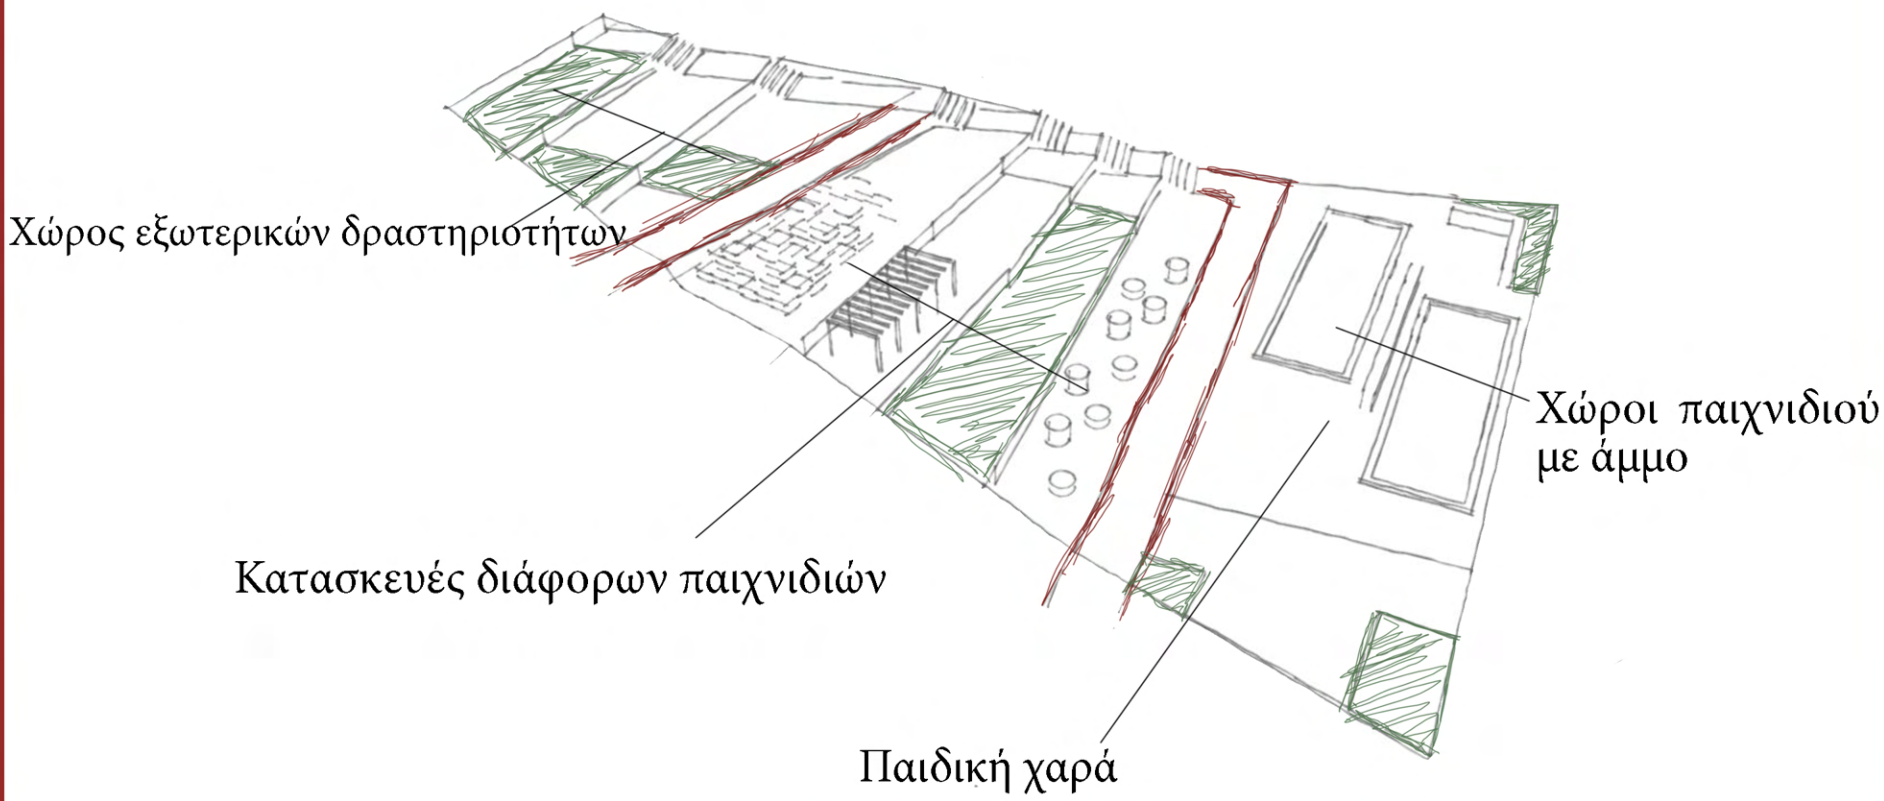 Χώρος εξωτερικών δραστηριοτήτων
Χώροι παιχνιδιού
με άμμο
Κατασκευές διάφορων παιχνιδιών
Παιδική χαρά